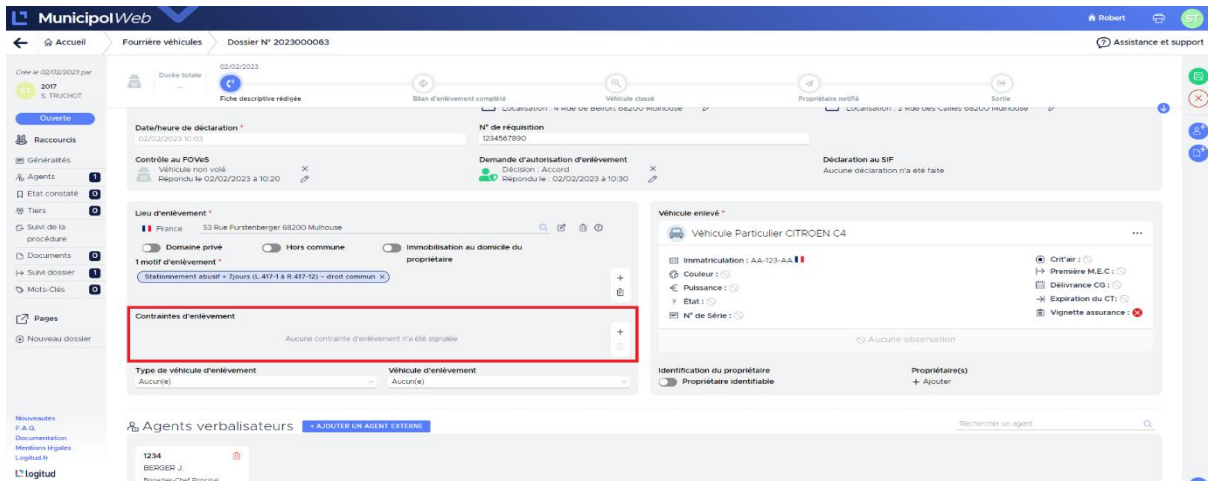 MunicipolWeb
Robert
ST
Accueil
Fourrière véhicules
Dossier N° 2023000063
Assistance et support
Crée le 02/02/2023 par
ST
2017
S. TRUCHOT
Ouverte
Raccourcis
Généralités
Agents 1
Etat constaté 0
Tiers 0
Suivi de la
procédure
Documents 0
Suivi dossier 1
Mots-Clés 0
Pages
Nouveau dossier
Nouveautés
F.A.Q.
Documentation
Mentions légales
Logitud.fr
logitud
Durée totale
...
02/02/2023
Fiche descriptive rédigée
Bilan d'enlèvement complété
Véhicule classé
Propriétaire notifié
Sortie
Localisation : 4 Rue de Belfort 68200 Mulhouse
Localisation : 2 Rue des Cailles 68200 Mulhouse
Date/heure de déclaration *
02/02/2023 10:03
N° de réquisition
1234567890
Contrôle au FOVeS
Véhicule non volé
Répondu le 02/02/2023 à 10:20
Demande d'autorisation d'enlèvement
Décision : Accord
Répondu le : 02/02/2023 à 10:30
Déclaration au SIF
Aucune déclaration n'a été faite
Lieu d'enlèvement *
France 53 Rue Furstenberger 68200 Mulhouse
Domaine privé
Hors commune
Immobilisation au domicile du
propriétaire
1 motif d'enlèvement *
Stationnement abusif + 7jours (L.417-1 à R.417-12) – droit commun ×
Contraintes d'enlèvement
Aucune contrainte d'enlèvement n'a été signalée
Type de véhicule d'enlèvement
Aucun(e)
Véhicule d'enlèvement
Aucun(e)
Véhicule enlevé *
Véhicule Particulier CITROEN C4
Immatriculation : AA-123-AA
Couleur :
Puissance :
État :
N° de Série :
Crit'air :
Première M.E.C :
Délivrance CG :
Expiration du CT:
Vignette assurance :
Aucune observation
Identification du propriétaire
Propriétaire identifiable
Propriétaire(s)
+ Ajouter
Agents verbalisateurs
+ AJOUTER UN AGENT EXTERNE
Rechercher un agent
1234
BERGER J.
Brigadier-Chef Principal